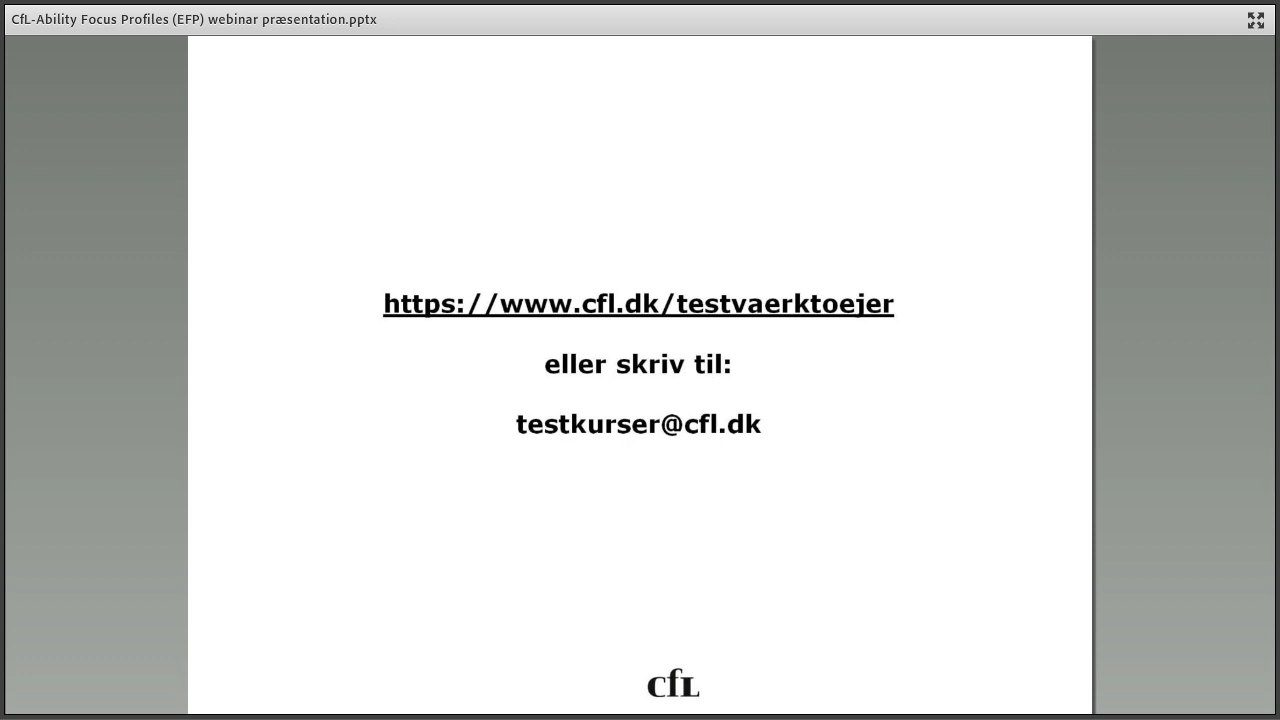 CfL-Ability Focus Profiles (EFP) webinar præsentation.pptx
https://www.cfl.dk/testvaerktoejer
eller skriv til:
testkurser@cfl.dk
cfL